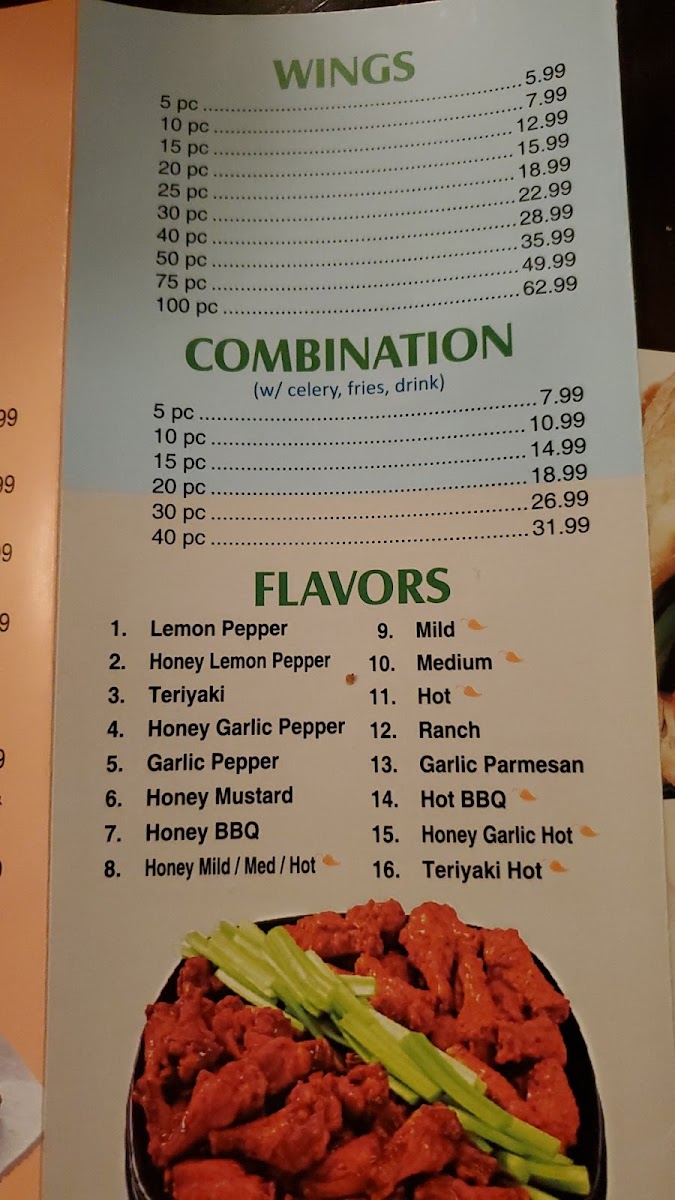 WINGS
5 pc 5.99
10 pc 7.99
15 pc 12.99
20 pc 15.99
25 pc 18.99
30 pc 22.99
40 pc 28.99
50 pc 35.99
75 pc 49.99
100 pc 62.99
COMBINATION
(w/ celery, fries, drink)
5 pc 7.99
10 pc 10.99
15 pc 14.99
20 pc 18.99
30 pc 26.99
40 pc 31.99
FLAVORS
1. Lemon Pepper
2. Honey Lemon Pepper
3. Teriyaki
4. Honey Garlic Pepper
5. Garlic Pepper
6. Honey Mustard
7. Honey BBQ
8. Honey Mild / Med / Hot
9. Mild
10. Medium
11. Hot
12. Ranch
13. Garlic Parmesan
14. Hot BBQ
15. Honey Garlic Hot
16. Teriyaki Hot